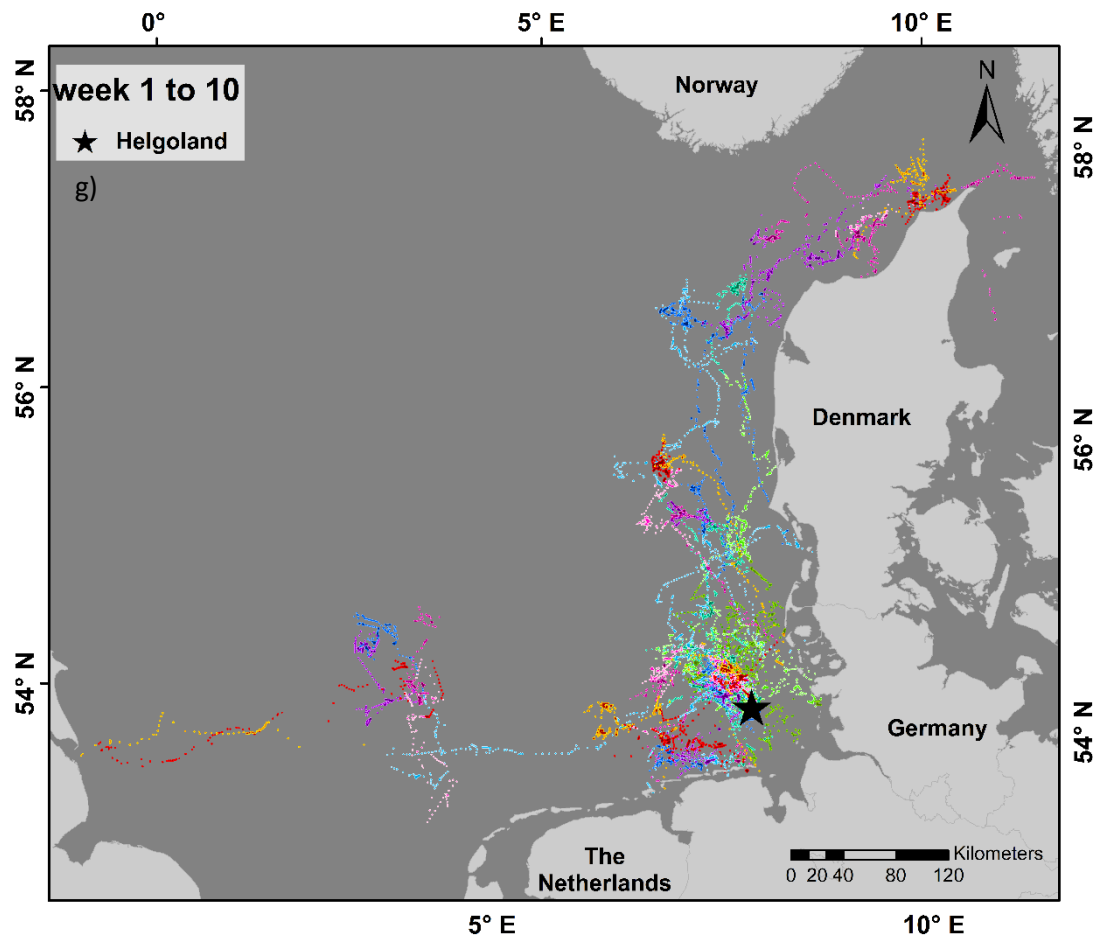 0°
5° E
10° E
58° N
week 1 to 10
Helgoland
g)
Norway
N
58° N
56° N
Denmark
56° N
54° N
Germany
54° N
The
Netherlands
Kilometers
0 20 40 80 120
5° E
10° E